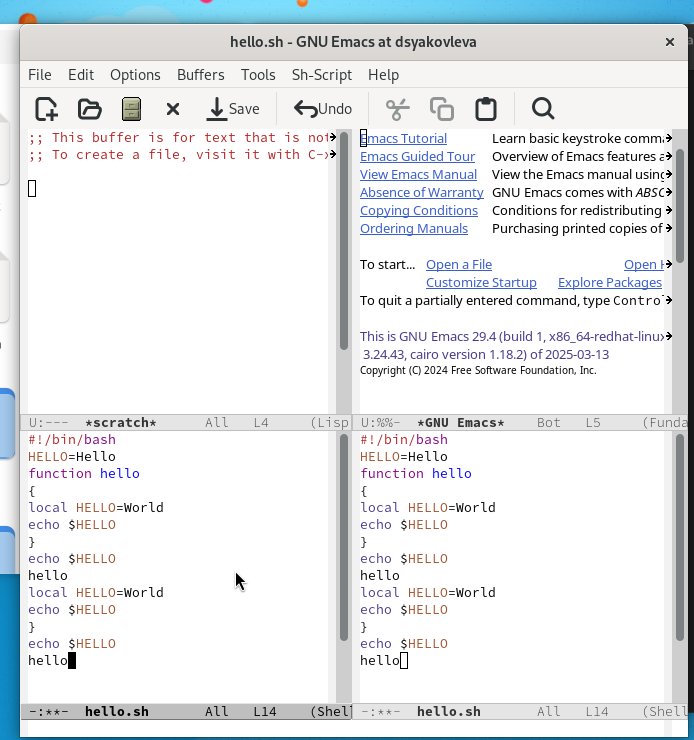 hello.sh - GNU Emacs at dsyakovleva
File Edit Options Buffers Tools Sh-Script Help
Save Undo
;; This buffer is for text that is not
;; To create a file, visit it with C-x
U:--- *scratch* All L4 (Lisp
Emacs Tutorial Learn basic keystroke comma
Emacs Guided Tour Overview of Emacs features a
View Emacs Manual View the Emacs manual using
Absence of Warranty GNU Emacs comes with ABSO
Copying Conditions Conditions for redistributing
Ordering Manuals Purchasing printed copies of
To start... Open a File Open H
Customize Startup Explore Packages
To quit a partially entered command, type Contro
This is GNU Emacs 29.4 (build 1, x86_64-redhat-linux
3.24.43, cairo version 1.18.2) of 2025-03-13
Copyright (C) 2024 Free Software Foundation, Inc.
U:%%- *GNU Emacs* Bot L5 (Funda
#!/bin/bash
HELLO=Hello
function hello
{
local HELLO=World
echo $HELLO
}
echo $HELLO
hello
local HELLO=World
echo $HELLO
}
echo $HELLO
hello
-:**- hello.sh All L14 (Shell
#!/bin/bash
HELLO=Hello
function hello
{
local HELLO=World
echo $HELLO
}
echo $HELLO
hello
local HELLO=World
echo $HELLO
}
echo $HELLO
hello
-:**- hello.sh All L14 (Shell